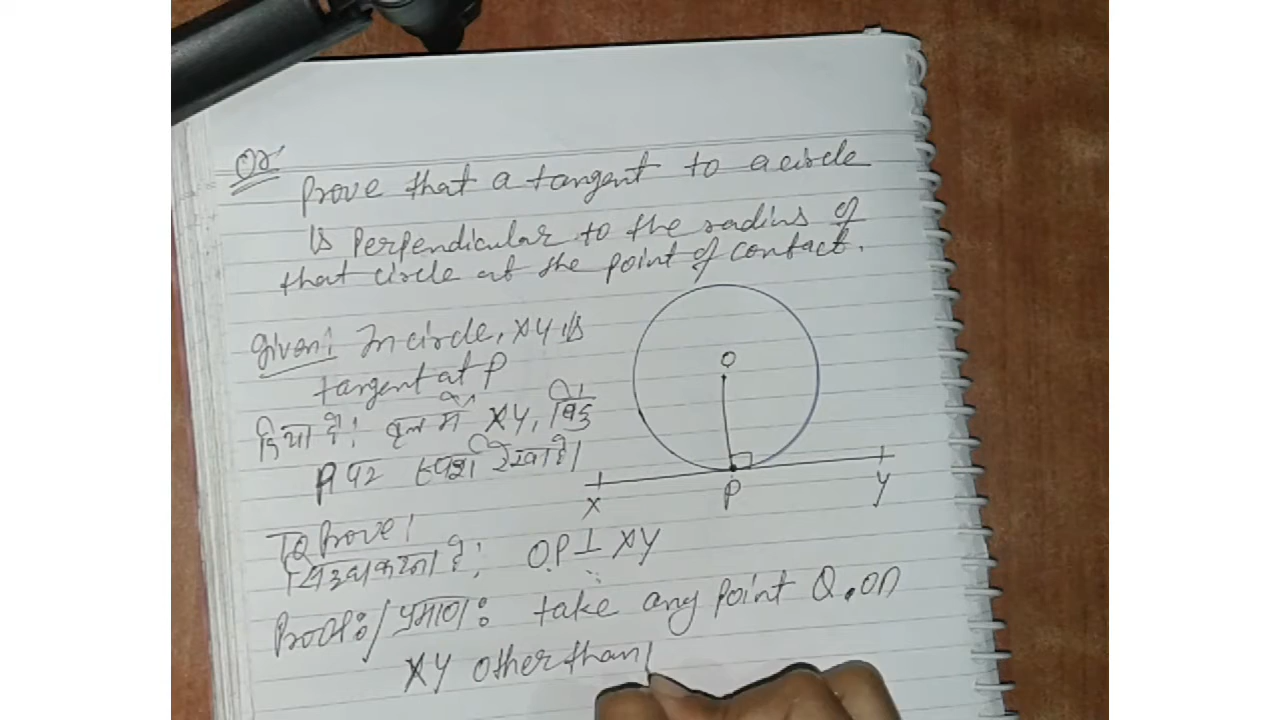 Or
Prove that a tangent to a circle
is perpendicular to the radius of
that circle at the point of contact.
Given: In circle, XY is
tangent at P
दिया है: वृत्त में XY, बिंदु
P पर स्पर्श रेखा है।
O
X
P
Y
To Prove:
सिद्ध करना है: OP ⊥ XY
Proof:/प्रमाण: take any point Q, on
XY other than